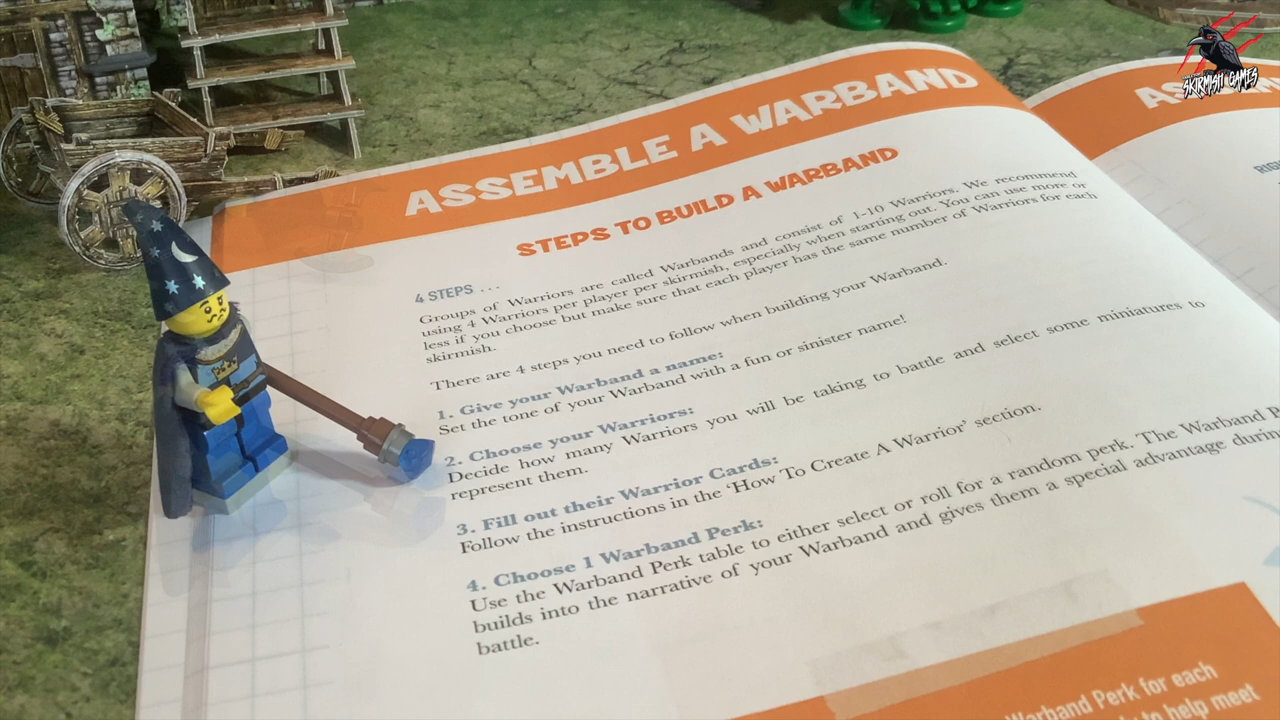 SKIRMISH GAMES
ASSEMBLE A WARBAND
STEPS TO BUILD A WARBAND
4 STEPS ...
Groups of Warriors are called Warbands and consist of 1-10 Warriors. We recommend
using 4 Warriors per player per skirmish, especially when starting out. You can use more or
less if you choose but make sure that each player has the same number of Warriors for each
skirmish.
There are 4 steps you need to follow when building your Warband.
1. Give your Warband a name:
Set the tone of your Warband with a fun or sinister name!
2. Choose your Warriors:
Decide how many Warriors you will be taking to battle and select some miniatures to
represent them.
3. Fill out their Warrior Cards:
Follow the instructions in the 'How To Create A Warrior' section.
4. Choose 1 Warband Perk:
Use the Warband Perk table to either select or roll for a random perk. The Warband
builds into the narrative of your Warband and gives them a special advantage
battle.
Warband Perk for each
to help meet